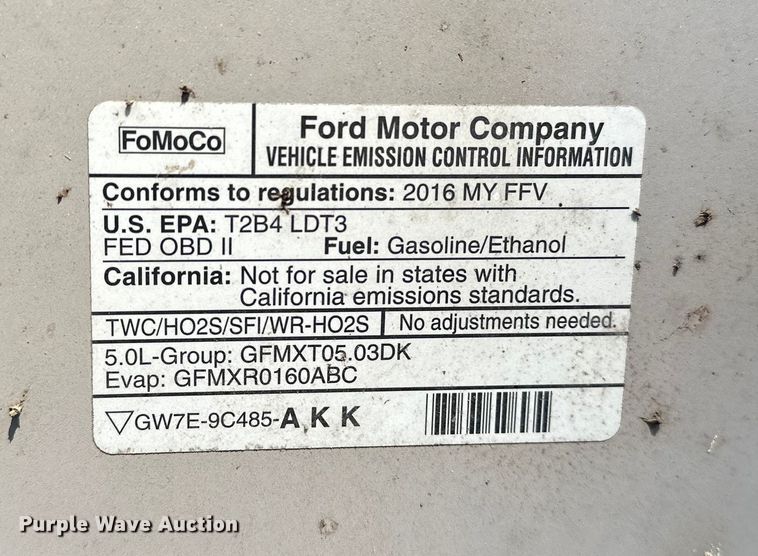 FoMoCo
Ford Motor Company
VEHICLE EMISSION CONTROL INFORMATION
Conforms to regulations: 2016 MY FFV
U.S. EPA: T2B4 LDT3
FED OBD II Fuel: Gasoline/Ethanol
California: Not for sale in states with
California emissions standards.
TWC/HO2S/SFI/WR-HO2S No adjustments needed.
5.0L-Group: GFMXT05.03DK
Evap: GFMXR0160ABC
GW7E-9C485-AKK
Purple Wave Auction